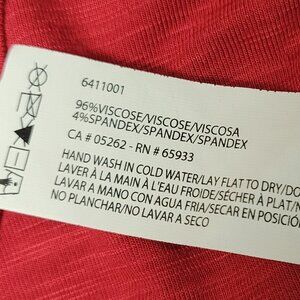 6411001
96%VISCOSE/VISCOSE/VISCOSA
4%SPANDEX/SPANDEX/SPANDEX
CA # 05262 - RN # 65933
HAND WASH IN COLD WATER/LAY FLAT TO DRY/DO
LAVER À LA MAIN À L'EAU FROIDE/SÉCHER À PLAT/N
LAVAR A MANO CON AGUA FRIA/SECAR EN POSICIÓ
NO PLANCHAR/NO LAVAR A SECO